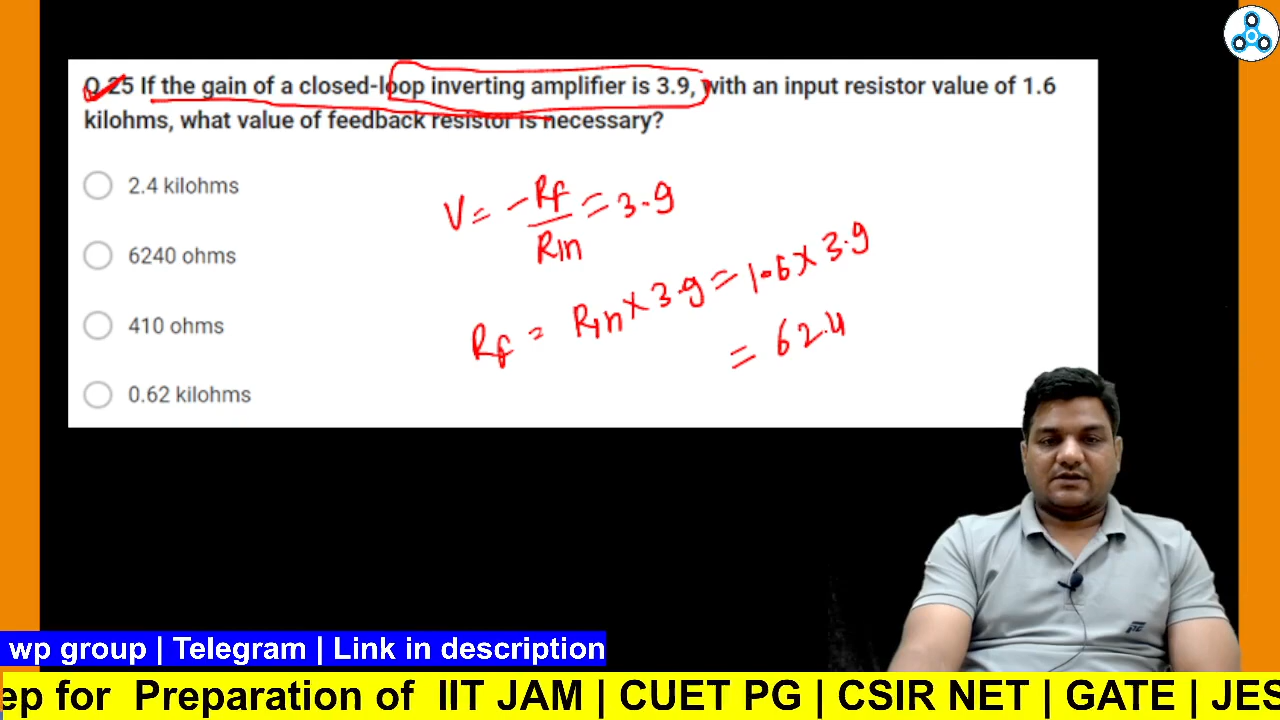 Q.25 If the gain of a closed-loop inverting amplifier is 3.9, with an input resistor value of 1.6
kilohms, what value of feedback resistor is necessary?
2.4 kilohms
6240 ohms
410 ohms
0.62 kilohms
V = -Rf/RIn = 3.9
Rf = RIn × 3.9 = 1.6 × 3.9
= 62.4
wp group | Telegram | Link in description
ep for Preparation of IIT JAM | CUET PG | CSIR NET | GATE | JES